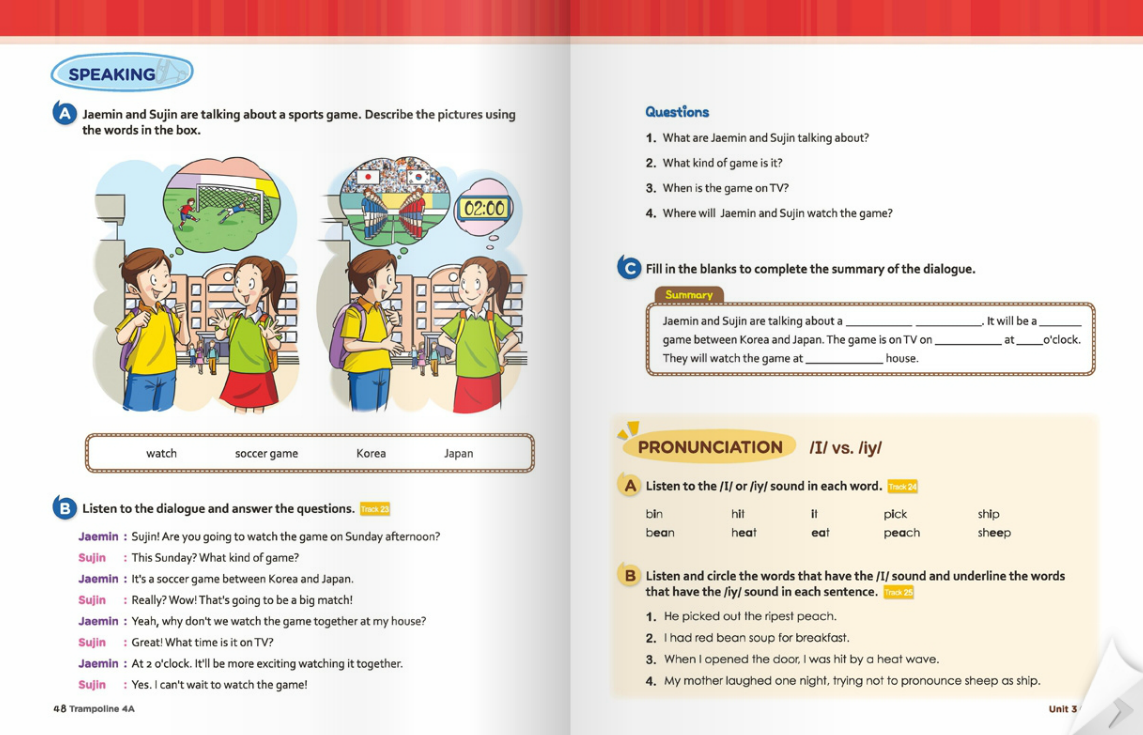 SPEAKING
A Jaemin and Sujin are talking about a sports game. Describe the pictures using
the words in the box.
02:00
watch soccer game Korea Japan
B Listen to the dialogue and answer the questions. Track 23
Jaemin : Sujin! Are you going to watch the game on Sunday afternoon?
Sujin : This Sunday? What kind of game?
Jaemin : It's a soccer game between Korea and Japan.
Sujin : Really? Wow! That's going to be a big match!
Jaemin : Yeah, why don't we watch the game together at my house?
Sujin : Great! What time is it on TV?
Jaemin : At 2 o'clock. It'll be more exciting watching it together.
Sujin : Yes. I can't wait to watch the game!
48 Trampoline 4A
Questions
1. What are Jaemin and Sujin talking about?
2. What kind of game is it?
3. When is the game on TV?
4. Where will Jaemin and Sujin watch the game?
C Fill in the blanks to complete the summary of the dialogue.
Summary
Jaemin and Sujin are talking about a __________ __________. It will be a ______
game between Korea and Japan. The game is on TV on __________ at ____ o'clock.
They will watch the game at ____________ house.
PRONUNCIATION /I/ vs. /iy/
A Listen to the /I/ or /iy/ sound in each word. Track 24
bin hit it pick ship
bean heat eat peach sheep
B Listen and circle the words that have the /I/ sound and underline the words
that have the /iy/ sound in each sentence. Track 25
1. He picked out the ripest peach.
2. I had red bean soup for breakfast.
3. When I opened the door, I was hit by a heat wave.
4. My mother laughed one night, trying not to pronounce sheep as ship.
Unit 3